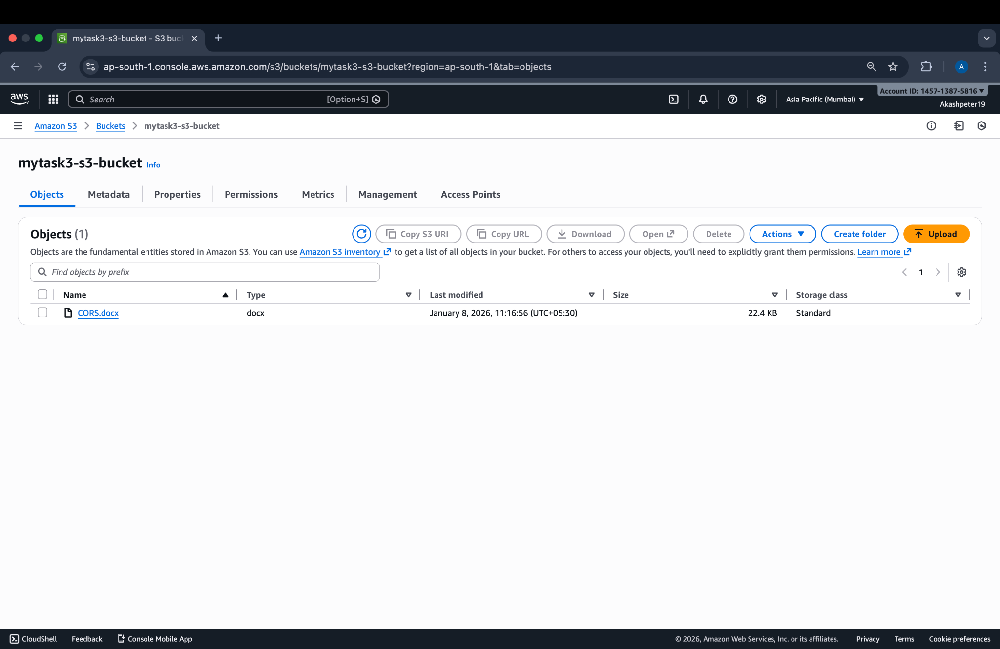 mytask3-s3-bucket - S3 buc
ap-south-1.console.aws.amazon.com/s3/buckets/mytask3-s3-bucket?region=ap-south-1&tab=objects
A
aws
Search
[Option+S]
Asia Pacific (Mumbai)
Account ID: 1457-1387-5816
Akashpeter19
Amazon S3 > Buckets > mytask3-s3-bucket
mytask3-s3-bucket Info
Objects Metadata Properties Permissions Metrics Management Access Points
Objects (1)
Copy S3 URI Copy URL Download Open Delete Actions Create folder Upload
Objects are the fundamental entities stored in Amazon S3. You can use Amazon S3 inventory to get a list of all objects in your bucket. For others to access your objects, you'll need to explicitly grant them permissions. Learn more
Find objects by prefix
1
Name Type Last modified Size Storage class
CORS.docx docx January 8, 2026, 11:16:56 (UTC+05:30) 22.4 KB Standard
CloudShell Feedback Console Mobile App © 2026, Amazon Web Services, Inc. or its affiliates. Privacy Terms Cookie preferences